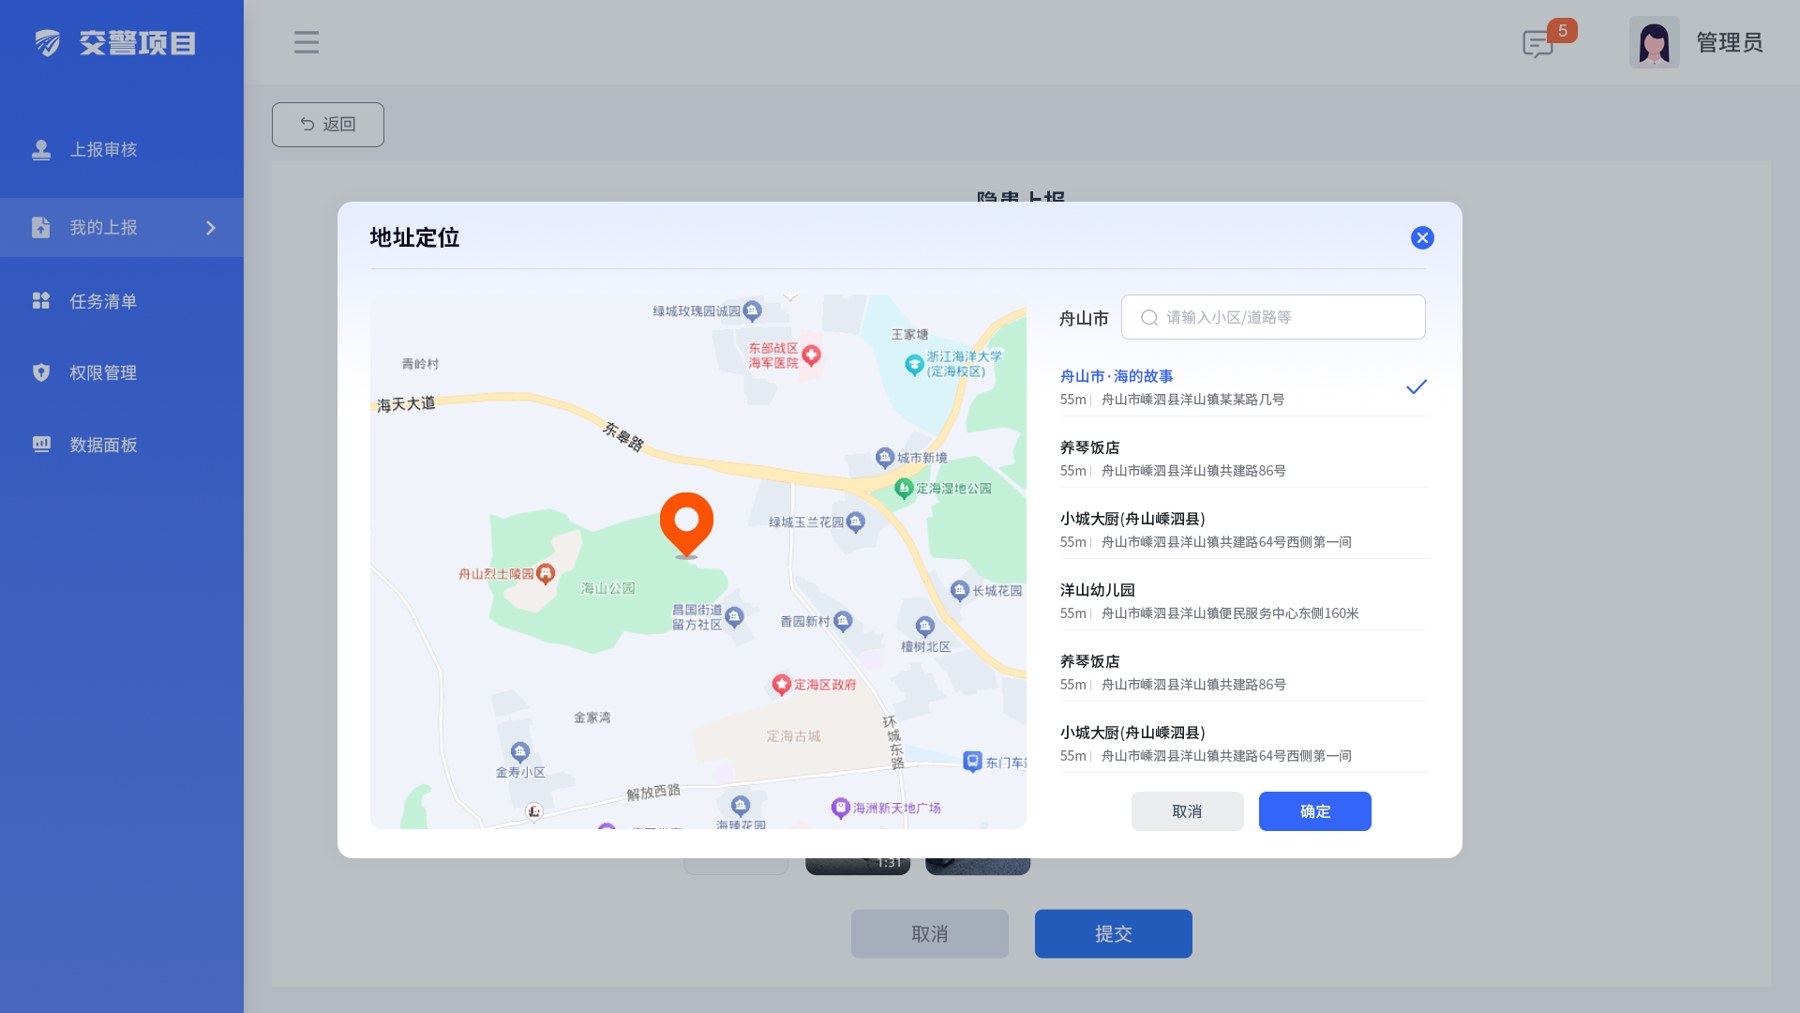 交警项目
5
管理员
上报审核
我的上报
任务清单
权限管理
数据面板
返回
隐患上报
地址定位
绿城玫瑰园诚园
东部战区
海军医院
王家塘
浙江海洋大学
(定海校区)
青岭村
海天大道
东皋路
城市新境
定海湿地公园
绿城玉兰花园
舟山烈士陵园
海山公园
长城花园
昌国街道
留方社区
香园新村
檀树北区
定海区政府
金家湾
定海古城
环城东路
金寿小区
东门车
解放西路
海洲新天地广场
海臻花园
舟山市
请输入小区/道路等
舟山市·海的故事
55m 舟山市嵊泗县洋山镇某某路几号
养琴饭店
55m 舟山市嵊泗县洋山镇共建路86号
小城大厨(舟山嵊泗县)
55m 舟山市嵊泗县洋山镇共建路64号西侧第一间
洋山幼儿园
55m 舟山市嵊泗县洋山镇便民服务中心东侧160米
养琴饭店
55m 舟山市嵊泗县洋山镇共建路86号
小城大厨(舟山嵊泗县)
55m 舟山市嵊泗县洋山镇共建路64号西侧第一间
取消
确定
1:31
取消
提交